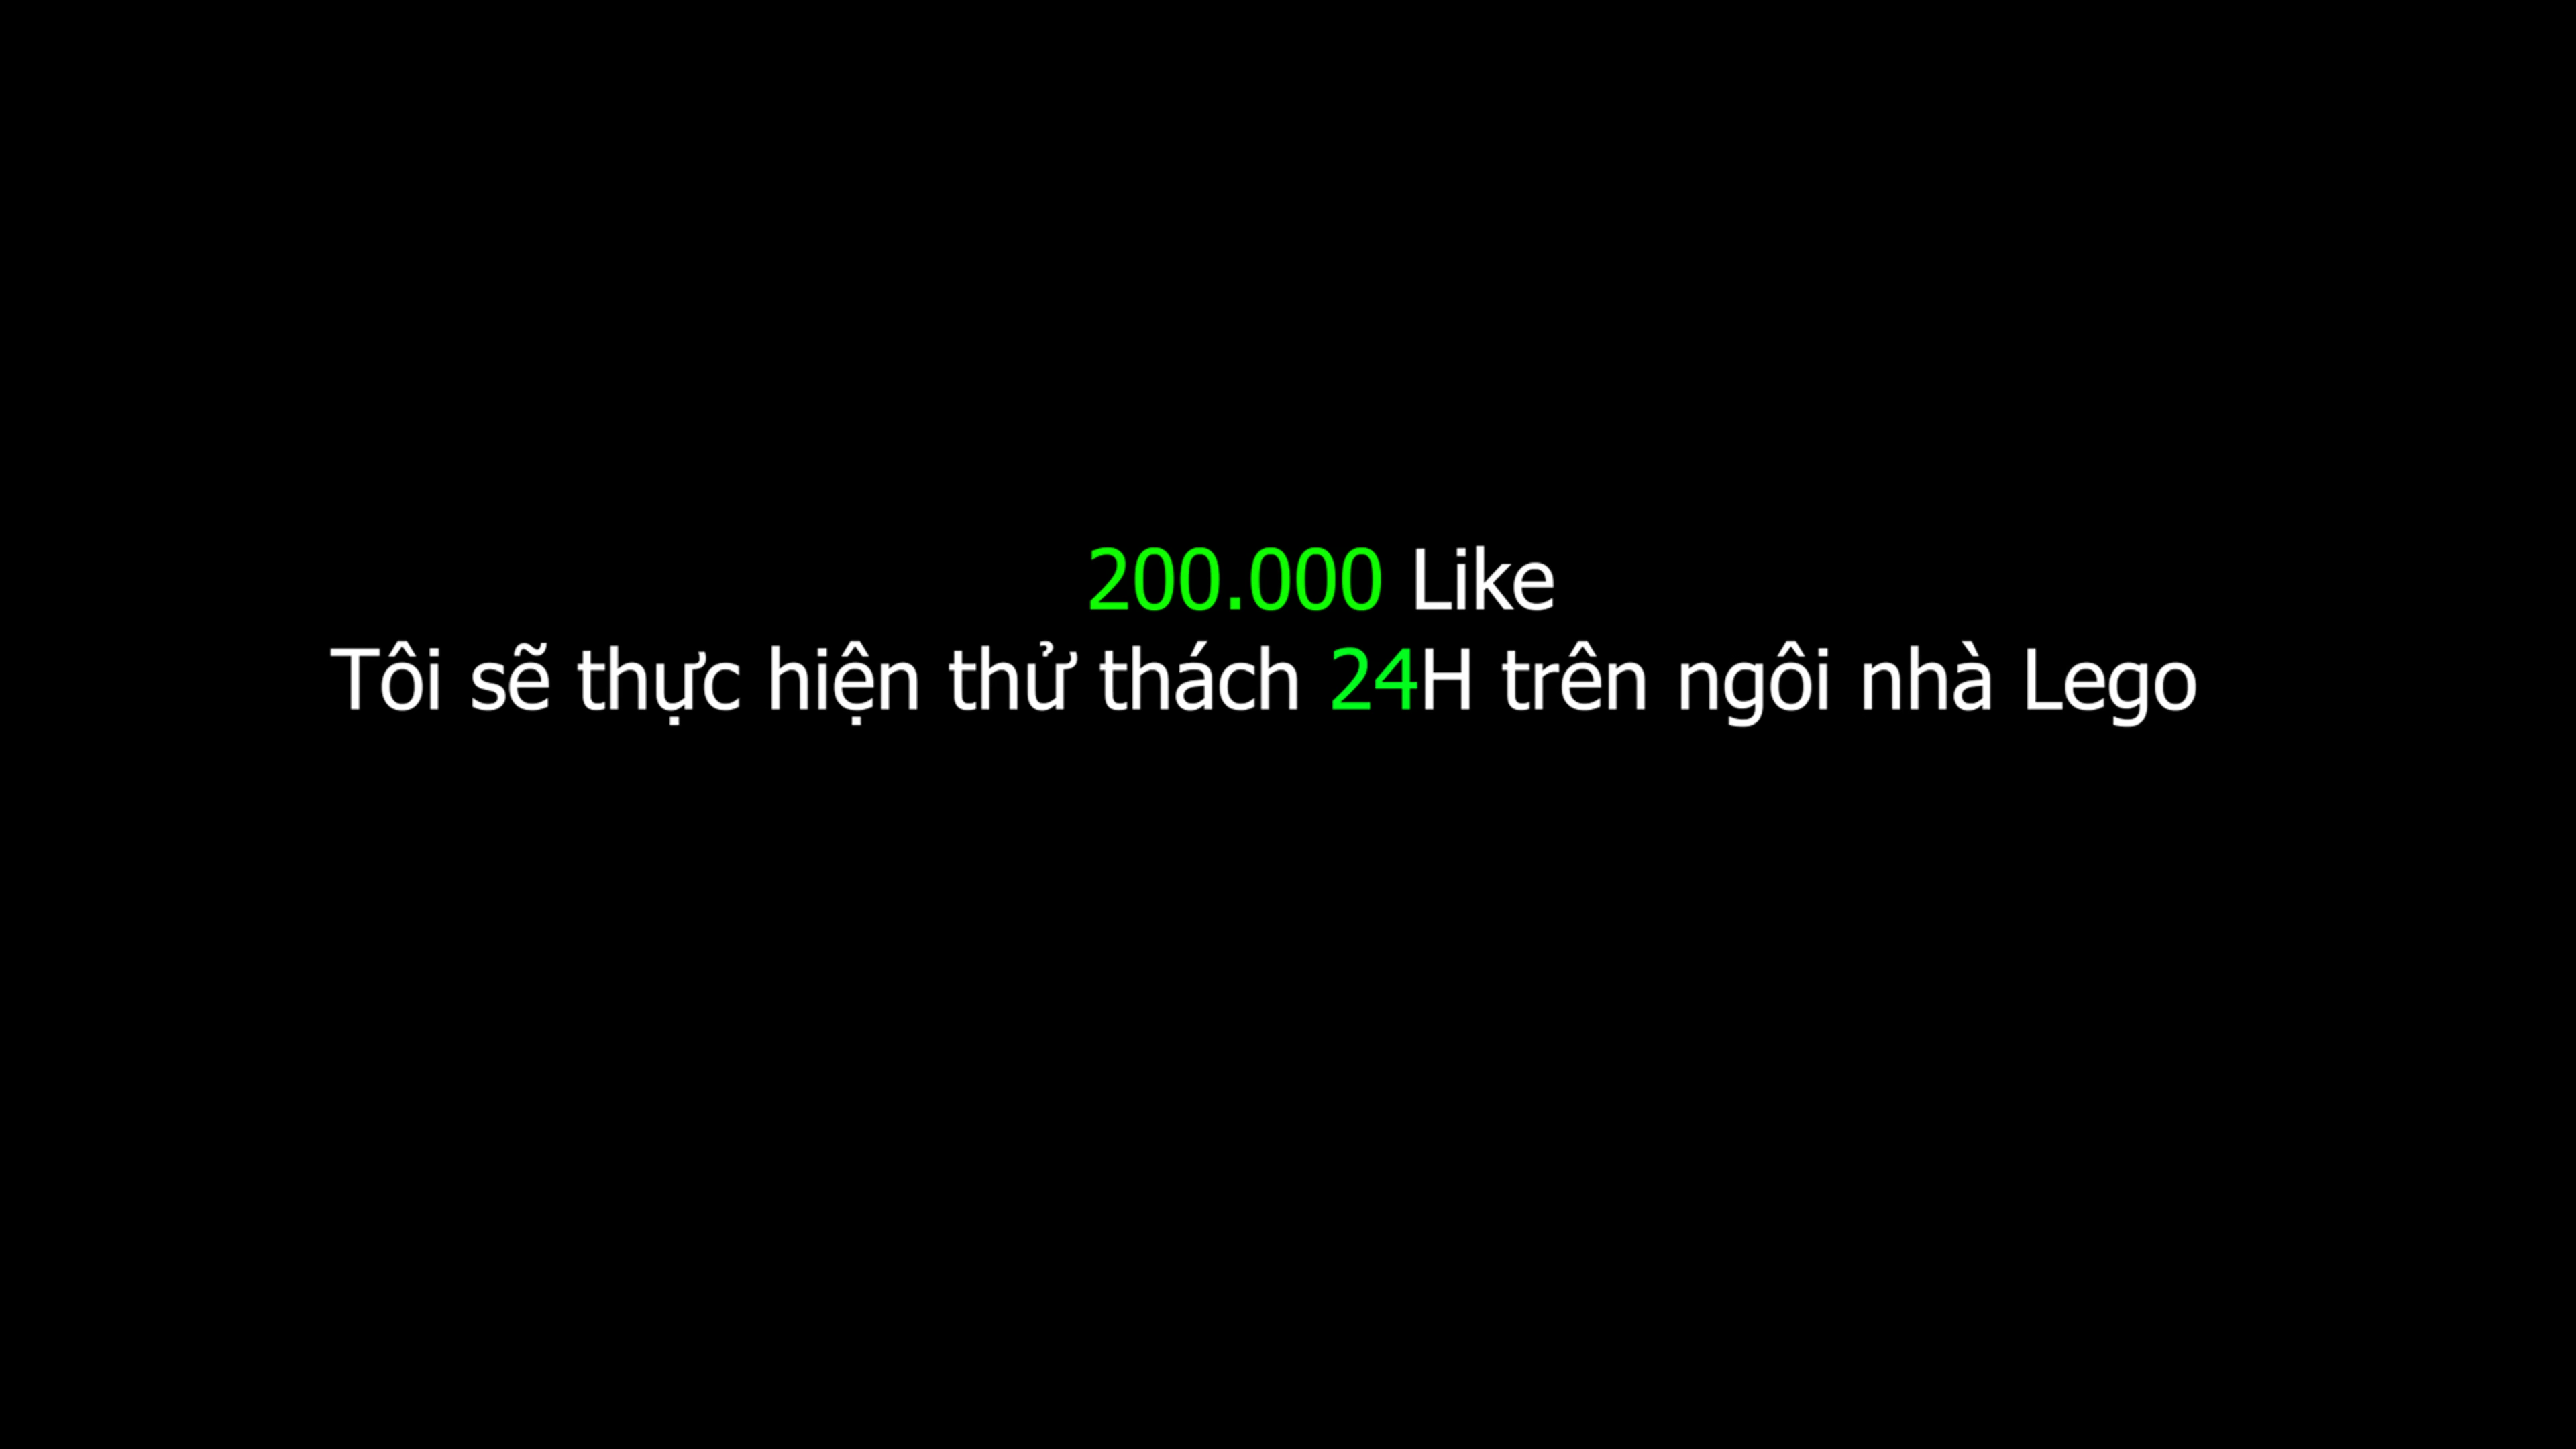 200.000 Like
Tôi sẽ thực hiện thử thách 24H trên ngôi nhà Lego